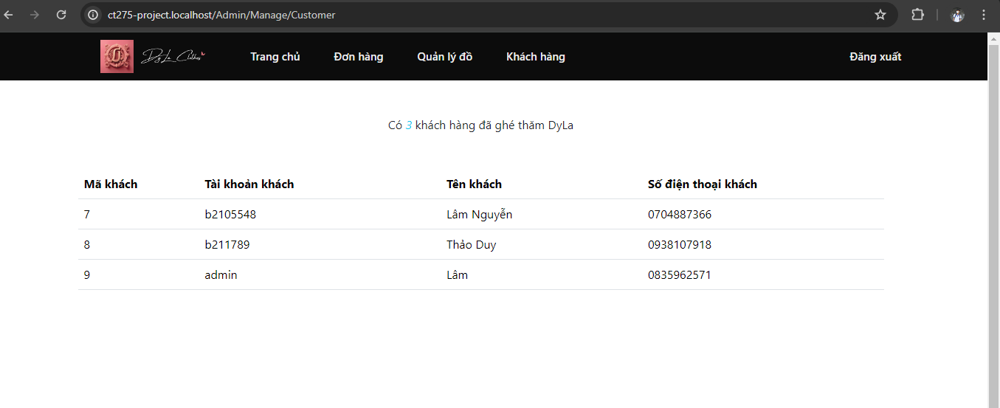 ct275-project.localhost/Admin/Manage/Customer
DyLa Clothes Trang chủ Đơn hàng Quản lý đồ Khách hàng Đăng xuất
Có 3 khách hàng đã ghé thăm DyLa
Mã khách Tài khoản khách Tên khách Số điện thoại khách
7 b2105548 Lâm Nguyễn 0704887366
8 b211789 Thảo Duy 0938107918
9 admin Lâm 0835962571